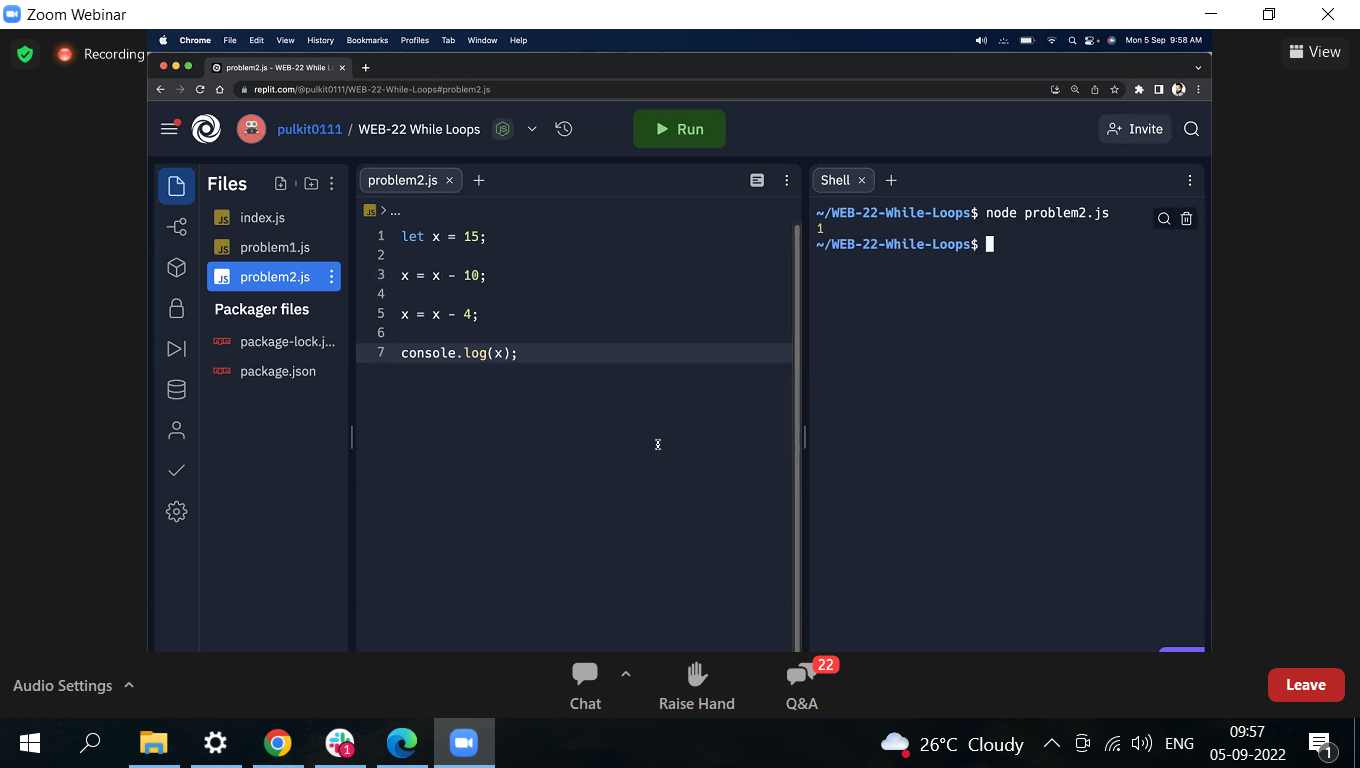 Zoom Webinar
Recording
View
Chrome File Edit View History Bookmarks Profiles Tab Window Help
Mon 5 Sep 9:58 AM
problem2.js - WEB-22 While L
replit.com/@pulkit0111/WEB-22-While-Loops#problem2.js
pulkit0111 / WEB-22 While Loops
Run
Invite
Files
JS index.js
JS problem1.js
JS problem2.js
Packager files
package-lock.j...
package.json
problem2.js
JS > ...
1 let x = 15;
2
3 x = x - 10;
4
5 x = x - 4;
6
7 console.log(x);
Shell
~/WEB-22-While-Loops$ node problem2.js
1
~/WEB-22-While-Loops$
Audio Settings
Chat
Raise Hand
22
Q&A
Leave
1
26°C Cloudy
ENG
09:57
05-09-2022
1